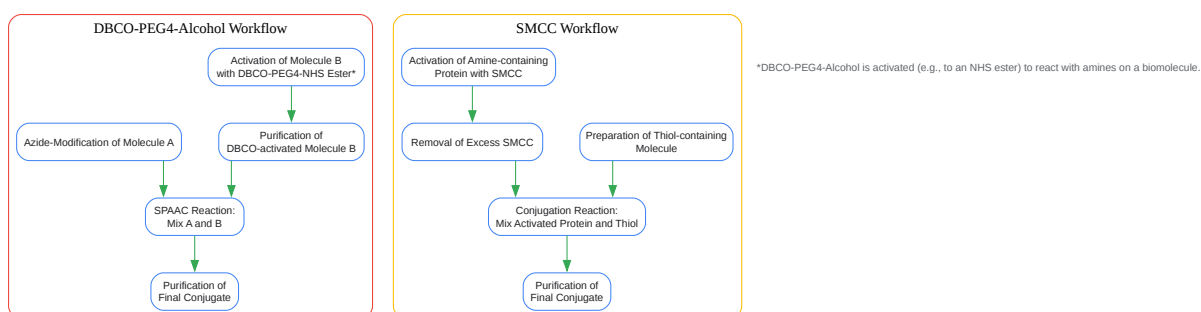 DBCO-PEG4-Alcohol Workflow
Activation of Molecule B
with DBCO-PEG4-NHS Ester*
Azide-Modification of Molecule A
Purification of
DBCO-activated Molecule B
SPAAC Reaction:
Mix A and B
Purification of
Final Conjugate
SMCC Workflow
Activation of Amine-containing
Protein with SMCC
Removal of Excess SMCC
Preparation of Thiol-containing
Molecule
Conjugation Reaction:
Mix Activated Protein and Thiol
Purification of
Final Conjugate
*DBCO-PEG4-Alcohol is activated (e.g., to an NHS ester) to react with amines on a biomolecule.